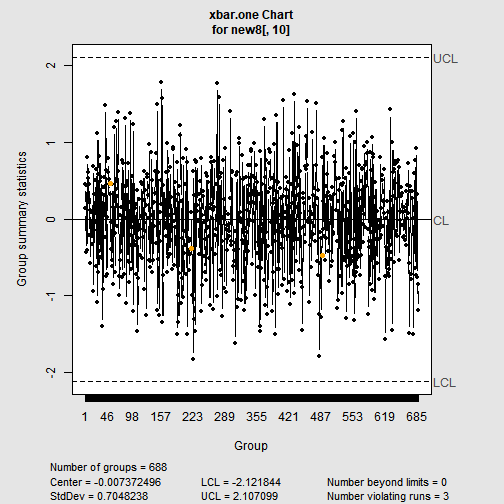 xbar.one Chart
for new8[, 10]
UCL
CL
LCL
Group summary statistics
2
1
0
-1
-2
1 46 98 157 223 289 355 421 487 553 619 685
Group
Number of groups = 688
Center = -0.007372496 LCL = -2.121844 Number beyond limits = 0
StdDev = 0.7048238 UCL = 2.107099 Number violating runs = 3